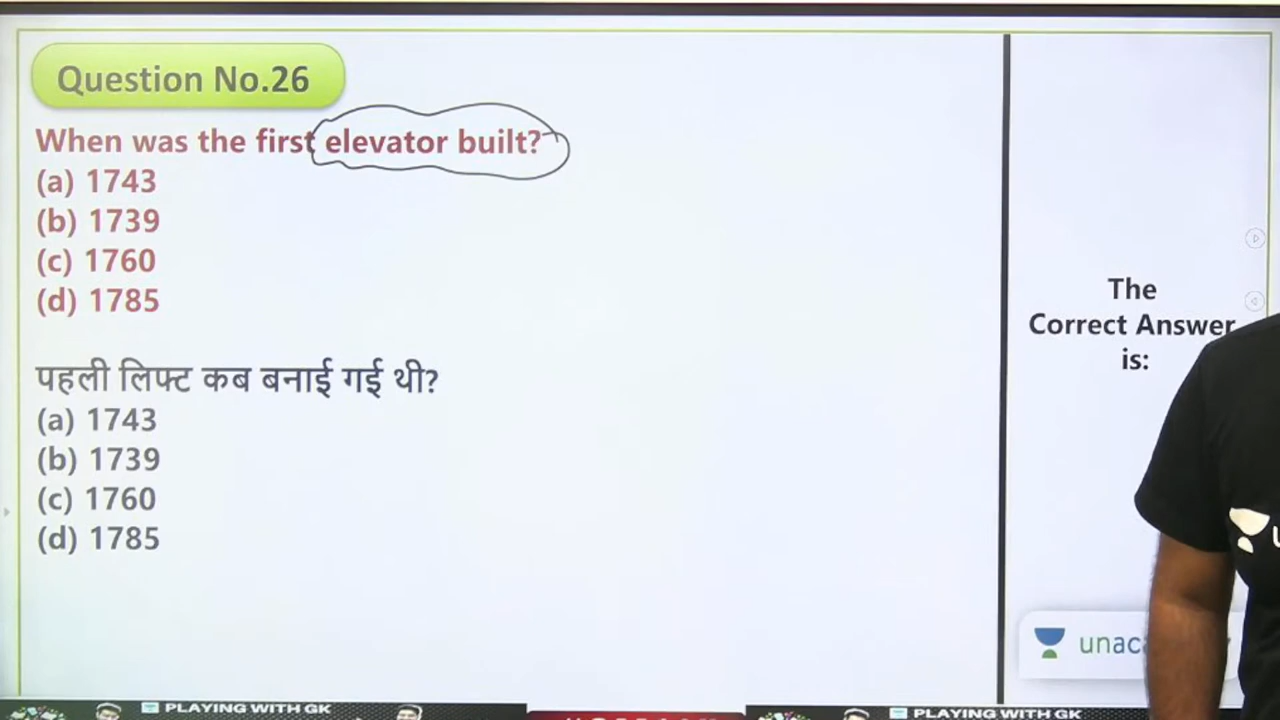 Question No.26
When was the first elevator built?
(a) 1743
(b) 1739
(c) 1760
(d) 1785
पहली लिफ्ट कब बनाई गई थी?
(a) 1743
(b) 1739
(c) 1760
(d) 1785
The
Correct Answer
is:
PLAYING WITH GK
PLAYING WITH GK